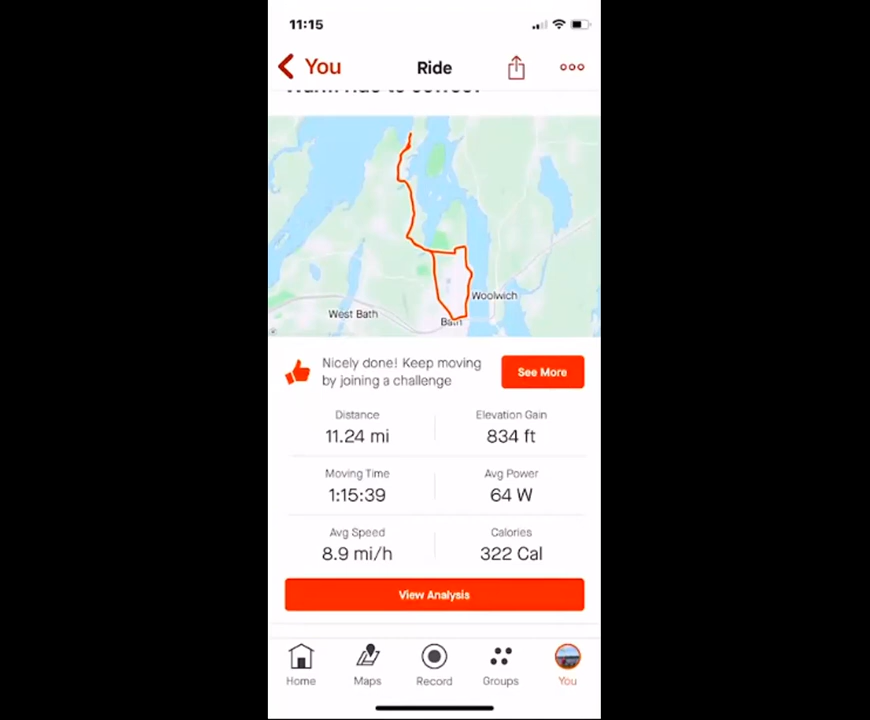 11:15
You
Ride
West Bath
Bath
Woolwich
Nicely done! Keep moving
by joining a challenge
See More
Distance
Elevation Gain
11.24 mi
834 ft
Moving Time
Avg Power
1:15:39
64 W
Avg Speed
Calories
8.9 mi/h
322 Cal
View Analysis
Home
Maps
Record
Groups
You